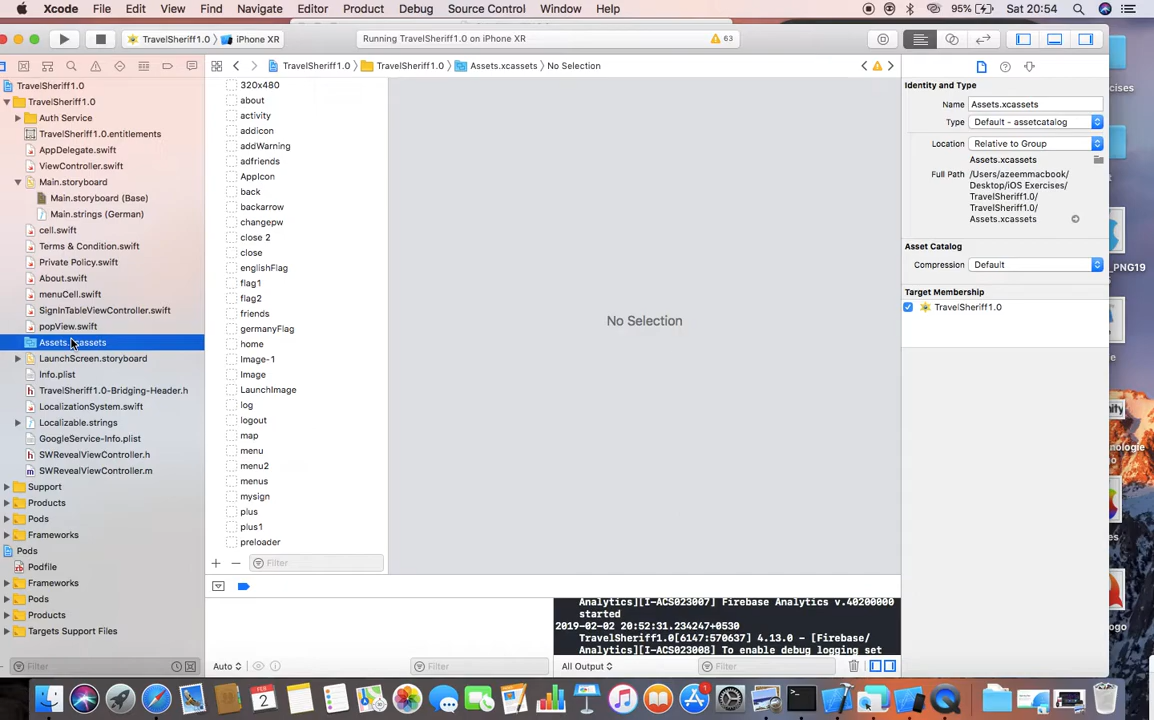 Xcode File Edit View Find Navigate Editor Product Debug Source Control Window Help 95% Sat 20:54
TravelSheriff1.0 〉 iPhone XR Running TravelSheriff1.0 on iPhone XR 63
TravelSheriff1.0 〉 TravelSheriff1.0 〉 Assets.xcassets 〉 No Selection
TravelSheriff1.0
TravelSheriff1.0
Auth Service
TravelSheriff1.0.entitlements
AppDelegate.swift
ViewController.swift
Main.storyboard
Main.storyboard (Base)
Main.strings (German)
cell.swift
Terms & Condition.swift
Private Policy.swift
About.swift
menuCell.swift
SignInTableViewController.swift
popView.swift
LaunchScreen.storyboard
Info.plist
TravelSheriff1.0-Bridging-Header.h
LocalizationSystem.swift
Localizable.strings
GoogleService-Info.plist
SWRevealViewController.h
SWRevealViewController.m
Support
Products
Pods
Frameworks
Pods
Podfile
Frameworks
Pods
Products
Targets Support Files
Filter
320x480
about
activity
addicon
addWarning
adfriends
AppIcon
back
backarrow
changepw
close 2
close
englishFlag
flag1
flag2
friends
germanyFlag
home
Image-1
Image
LaunchImage
log
logout
map
menu
menu2
menus
mysign
plus
plus1
preloader
Filter
No Selection
Identity and Type
Name Assets.xcassets
Type Default - assetcatalog
Location Relative to Group
Assets.xcassets
Full Path /Users/azeemmacbook/
Desktop/iOS Exercises/
TravelSheriff1.0/
TravelSheriff1.0/
Assets.xcassets
Asset Catalog
Compression Default
Target Membership
TravelSheriff1.0
Analytics][I-ACS023007] Firebase Analytics v.40200000
started
2019-02-02 20:52:31.234247+0530
TravelSheriff1.0[6147:570637] 4.13.0 - [Firebase/
Analytics][I-ACS023008] To enable debug logging set
Auto Filter All Output Filter
_PNG19